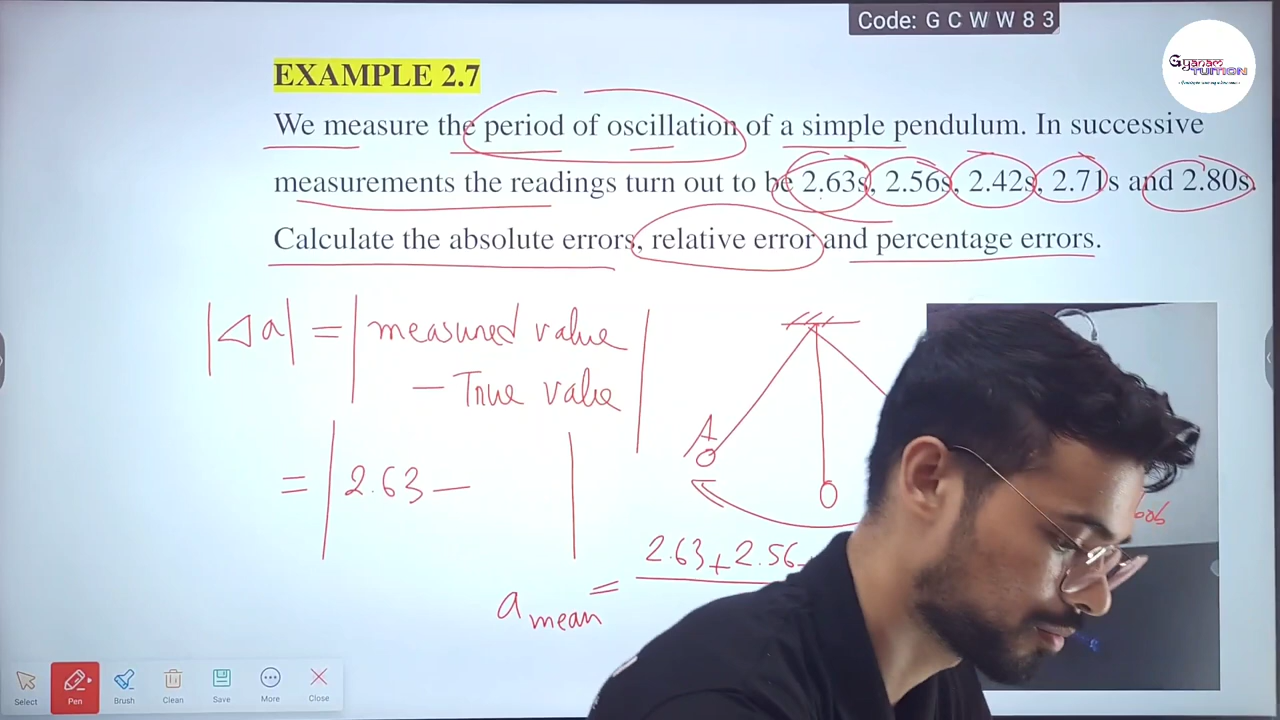 Code: G C W W 8 3
Gyanam
TUITION
EXAMPLE 2.7
We measure the period of oscillation of a simple pendulum. In successive
measurements the readings turn out to be 2.63s, 2.56s, 2.42s, 2.71s and 2.80s.
Calculate the absolute errors, relative error and percentage errors.
|△a| = | measured value
− True value |
= | 2.63 − |
A
bob
2.63 + 2.56
a mean =
Select
Pen
Brush
Clean
Save
More
Close